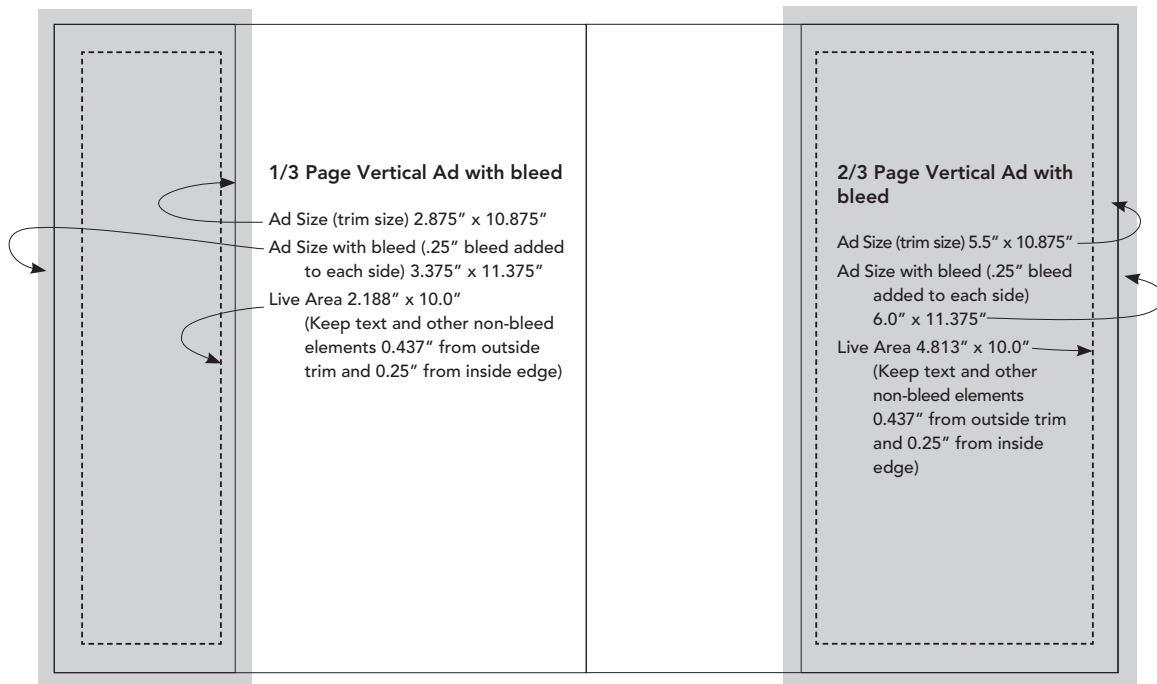 1/3 Page Vertical Ad with bleed
Ad Size (trim size) 2.875” x 10.875”
Ad Size with bleed (.25” bleed added
to each side) 3.375” x 11.375”
Live Area 2.188” x 10.0”
(Keep text and other non-bleed
elements 0.437” from outside
trim and 0.25” from inside edge)
2/3 Page Vertical Ad with
bleed
Ad Size (trim size) 5.5” x 10.875”
Ad Size with bleed (.25” bleed
added to each side)
6.0” x 11.375”
Live Area 4.813” x 10.0”
(Keep text and other
non-bleed elements
0.437” from outside trim
and 0.25” from inside
edge)